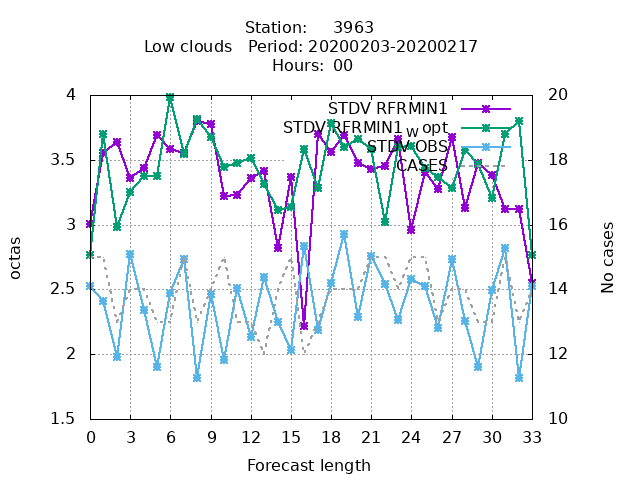 Station: 3963
Low clouds Period: 20200203-20200217
Hours: 00
STDV RFRMIN1
STDV RFRMIN1_w_opt
STDV OBS
CASES
4
3.5
3
2.5
2
1.5
20
18
16
14
12
10
octas
No cases
0 3 6 9 12 15 18 21 24 27 30 33
Forecast length